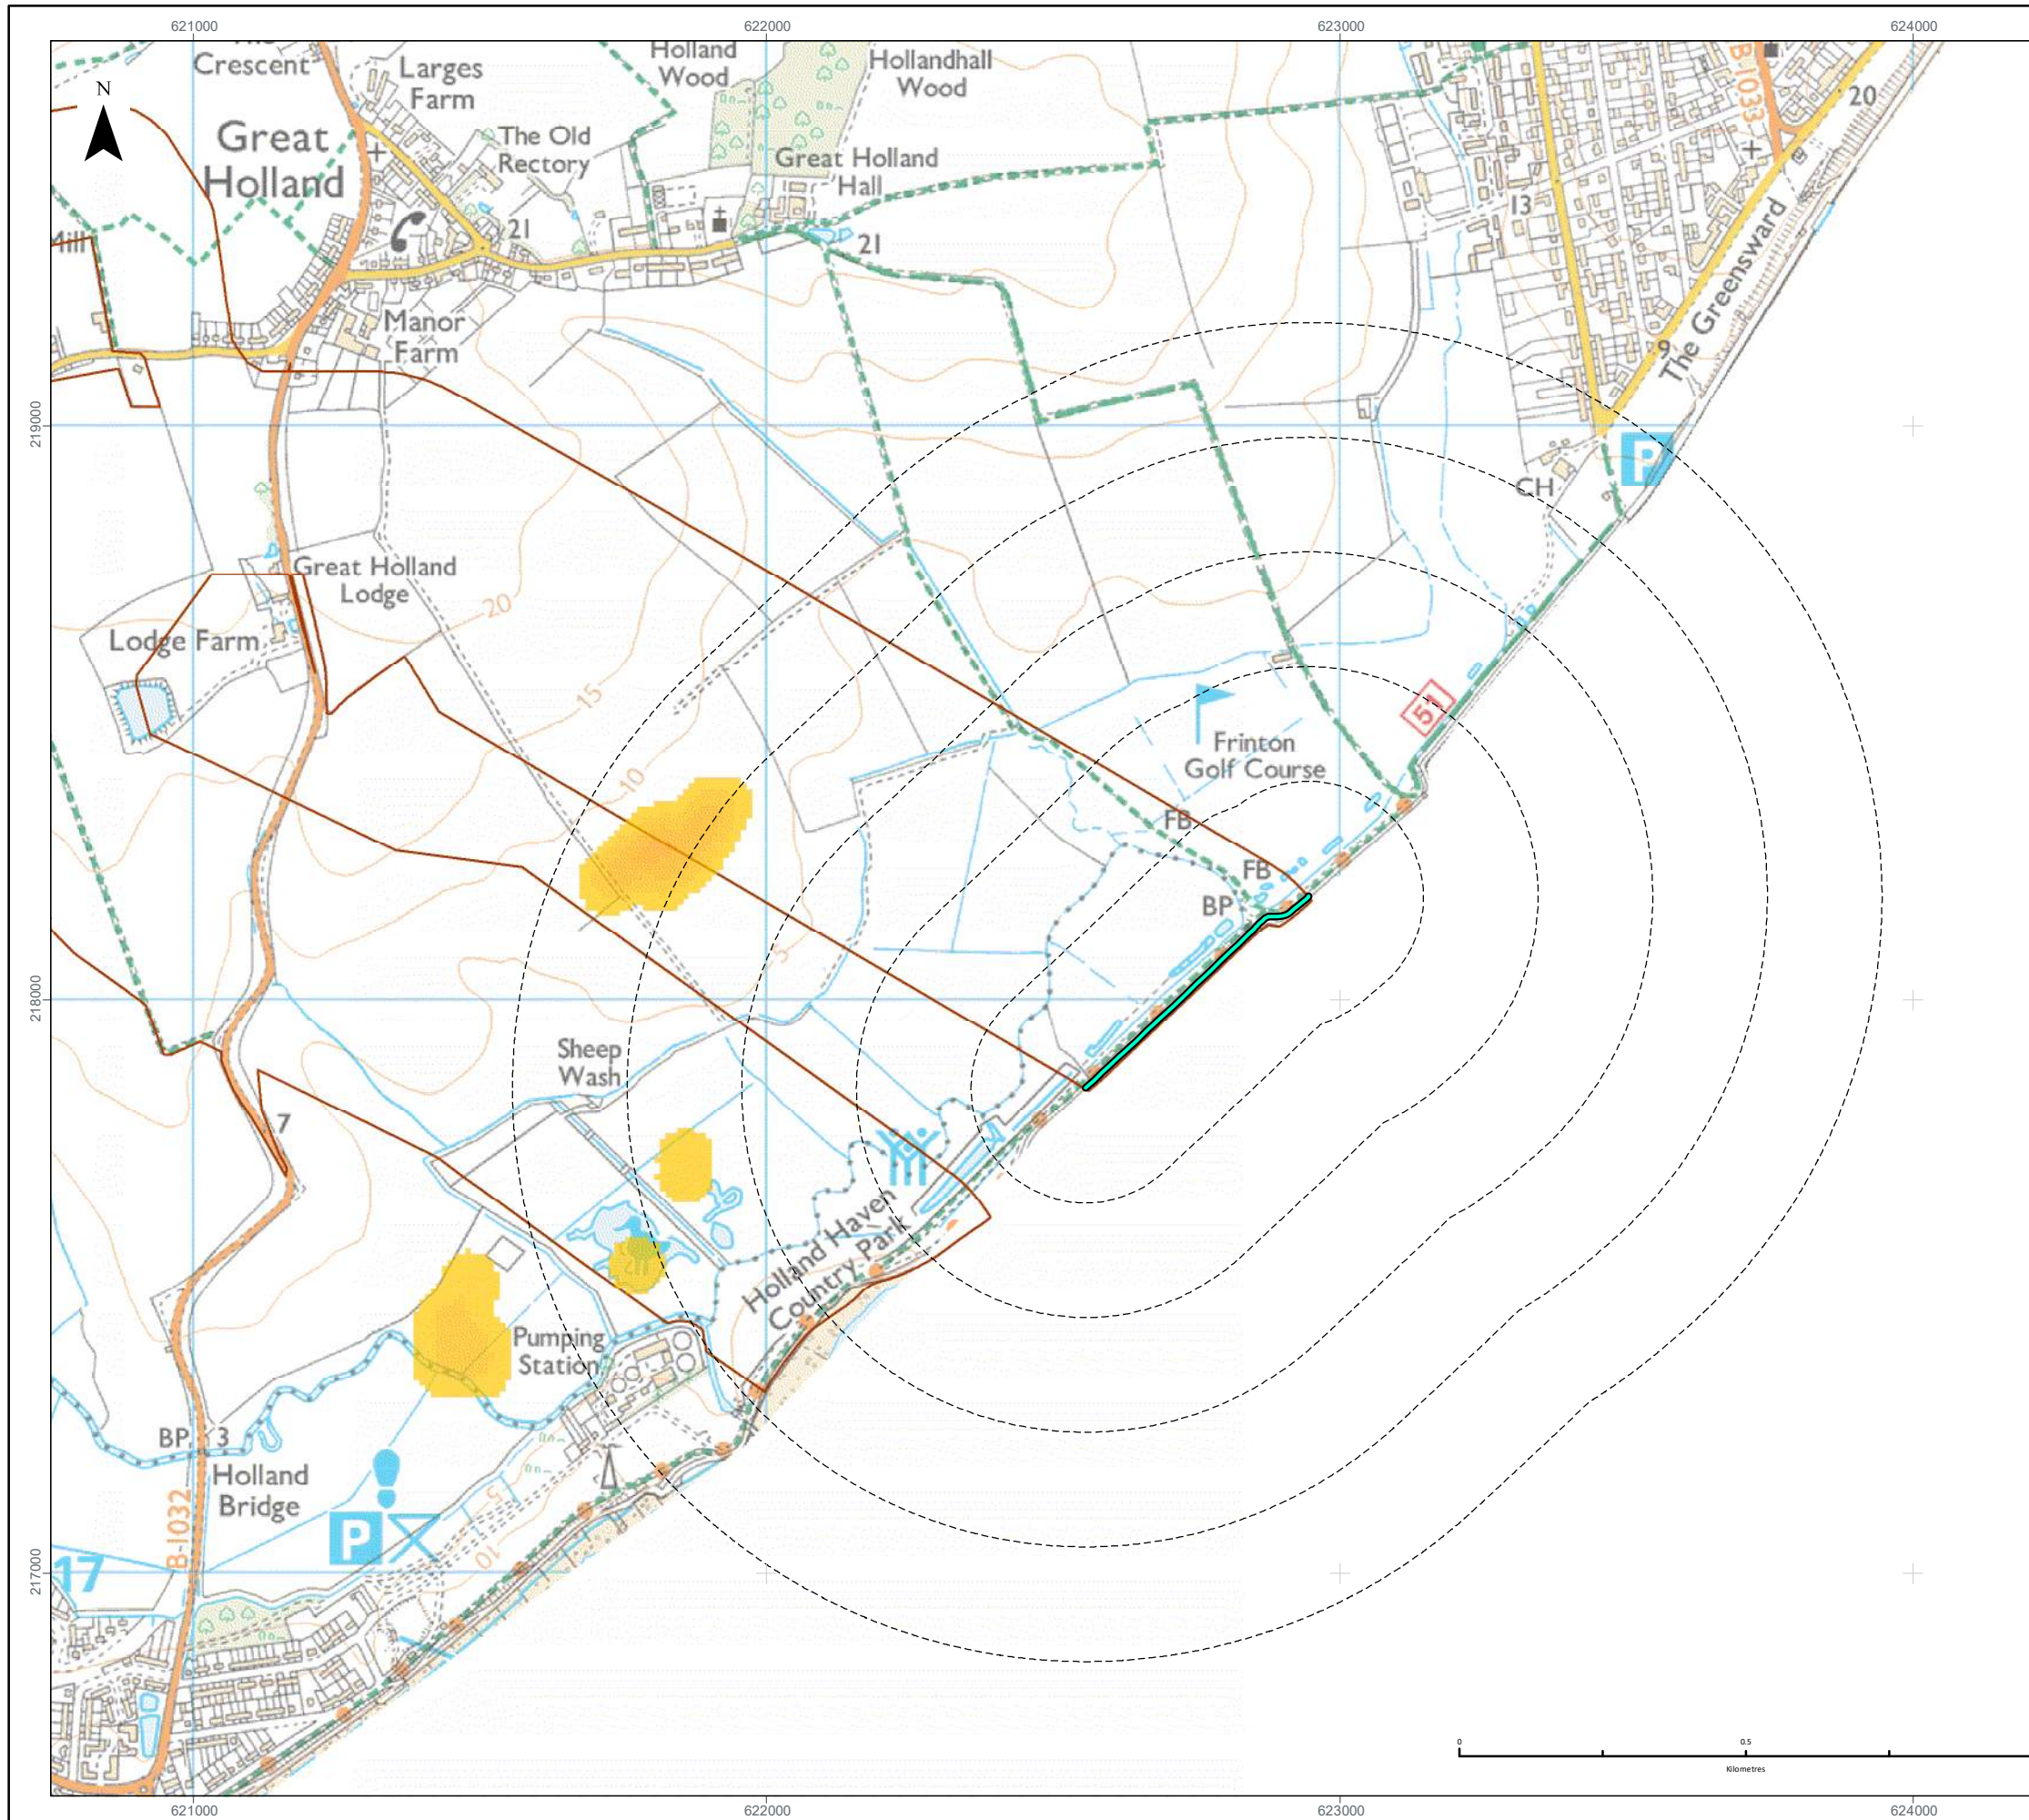 621000
622000
623000
624000
Crescent
Larges
Farm
Holland
Wood
Hollandhall
Wood
B-1033
20
N
Great
Holland
The Old
Rectory
Great Holland
Hall
13
21
21
Mill
The Greensward
9
Manor
Farm
219000
P
CH
Great Holland
Lodge
20
Lodge Farm
15
51
10
Frinton
Golf Course
FB
FB
BP
5
218000
Sheep
Wash
7
Holland Haven
Country Park
Pumping
Station
BP
3
Holland
Bridge
B-1032
5
P
10
17
217000
0
0.5
Kilometres
621000
622000
623000
624000